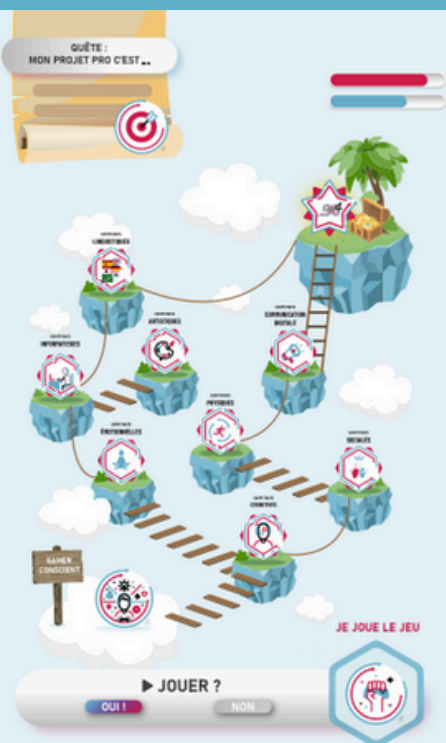 QUÊTE :
MON PROJET PRO C'EST...
LINGUISTIQUES
ARTISTIQUES
COMMUNICATION
DIGITALE
INFORMATIQUES
PHYSIQUES
ÉMOTIONNELLES
SOCIALES
COGNITIVES
GAMER
CONSCIENT
JE JOUE LE JEU
▶ JOUER ?
OUI !
NON